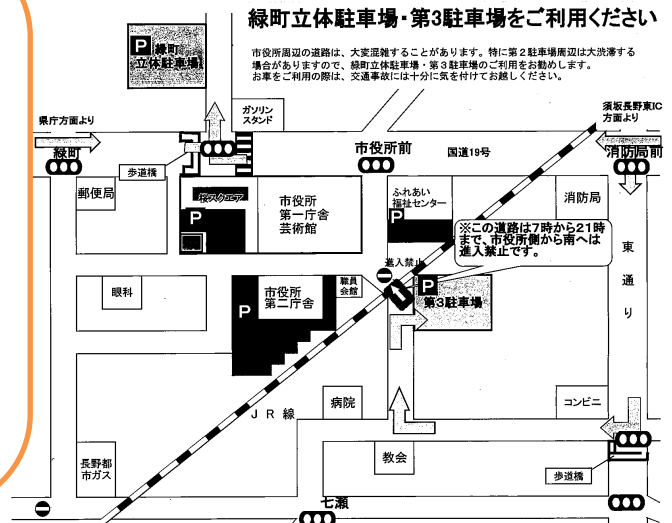 緑町立体駐車場・第3駐車場をご利用ください
市役所周辺の道路は、大変混雑することがあります。特に第２駐車場周辺は大渋滞する
場合がありますので、緑町立体駐車場・第３駐車場のご利用をお勧めします。
お車をご利用の際は、交通事故には十分に気を付けてお越しください。
P 緑町
立体駐車場
ガソリン
スタンド
県庁方面より
須坂長野東IC
方面より
緑町
歩道橋
市役所前
国道19号
消防局前
郵便局
桜スクエア
P
市役所
第一庁舎
芸術館
ふれあい
福祉センター
P
消防局
※この道路は7時から21時
まで、市役所側から南へは
進入禁止です。
進入禁止
東通り
眼科
P
市役所
第二庁舎
職員
会館
P
第3駐車場
JR線
病院
コンビニ
教会
長野都
市ガス
歩道橋
七瀬